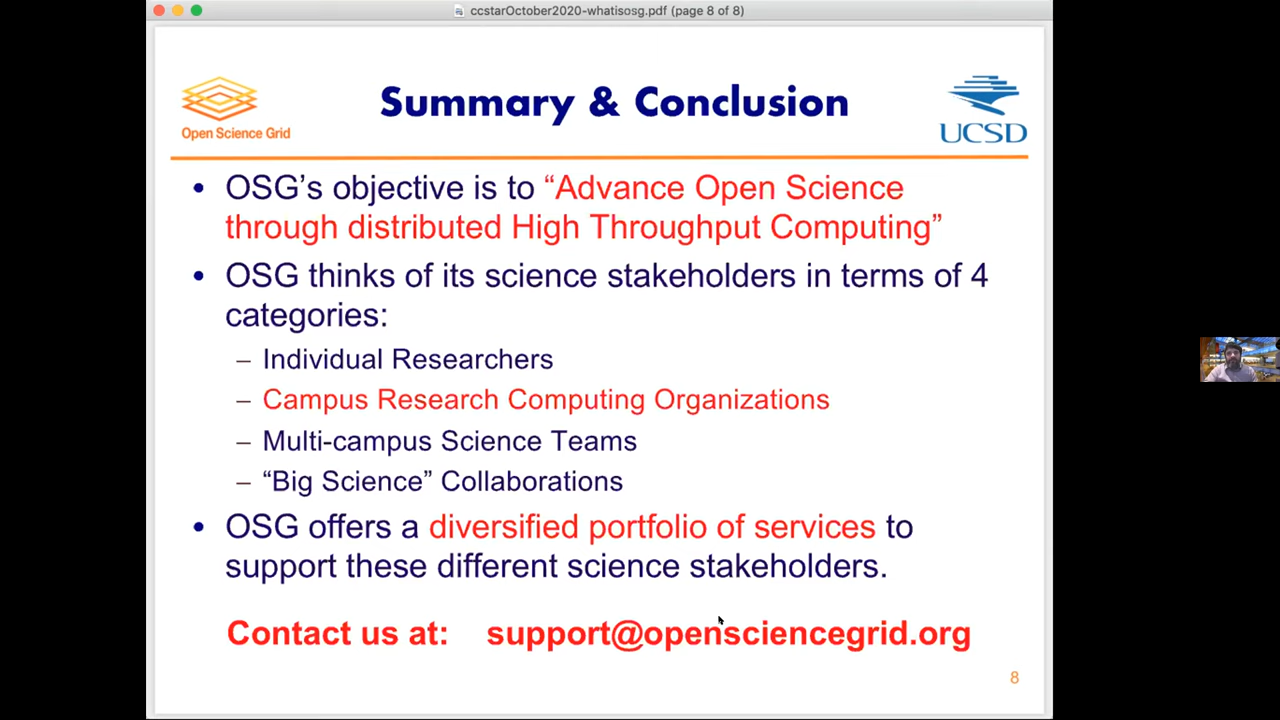 ccstarOctober2020-whatisosg.pdf (page 8 of 8)
Summary & Conclusion
Open Science Grid
UCSD
• OSG’s objective is to “Advance Open Science
through distributed High Throughput Computing”
• OSG thinks of its science stakeholders in terms of 4
categories:
– Individual Researchers
– Campus Research Computing Organizations
– Multi-campus Science Teams
– “Big Science” Collaborations
• OSG offers a diversified portfolio of services to
support these different science stakeholders.
Contact us at: support@opensciencegrid.org
8